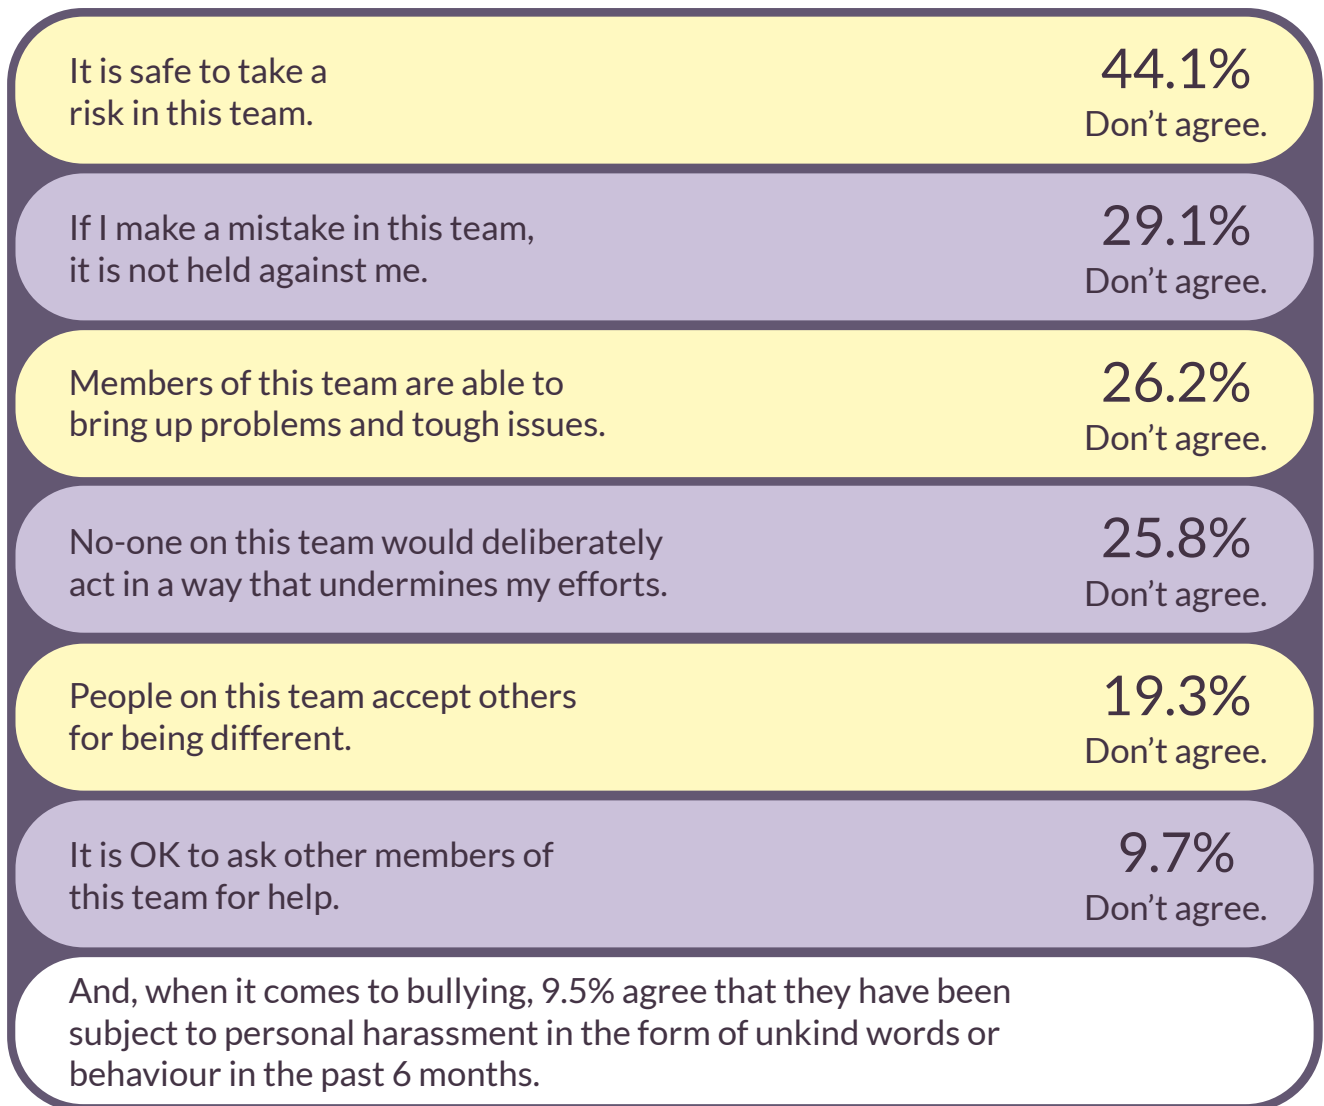 It is safe to take a
risk in this team.
44.1%
Don’t agree.
If I make a mistake in this team,
it is not held against me.
29.1%
Don’t agree.
Members of this team are able to
bring up problems and tough issues.
26.2%
Don’t agree.
No-one on this team would deliberately
act in a way that undermines my efforts.
25.8%
Don’t agree.
People on this team accept others
for being different.
19.3%
Don’t agree.
It is OK to ask other members of
this team for help.
9.7%
Don’t agree.
And, when it comes to bullying, 9.5% agree that they have been
subject to personal harassment in the form of unkind words or
behaviour in the past 6 months.